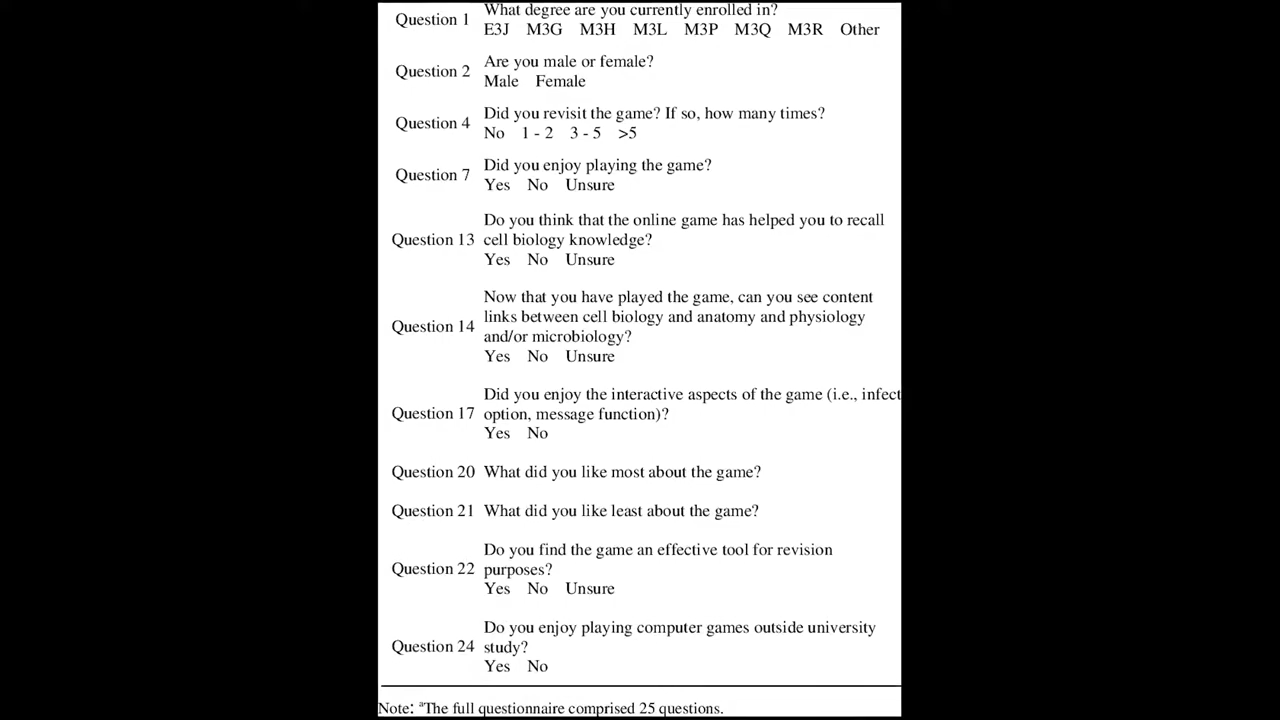 What degree are you currently enrolled in?
Question 1
E3J M3G M3H M3L M3P M3Q M3R Other
Are you male or female?
Question 2
Male Female
Did you revisit the game? If so, how many times?
Question 4
No 1 - 2 3 - 5 >5
Did you enjoy playing the game?
Question 7
Yes No Unsure
Do you think that the online game has helped you to recall
Question 13 cell biology knowledge?
Yes No Unsure
Now that you have played the game, can you see content
links between cell biology and anatomy and physiology
Question 14
and/or microbiology?
Yes No Unsure
Did you enjoy the interactive aspects of the game (i.e., infect
Question 17 option, message function)?
Yes No
Question 20 What did you like most about the game?
Question 21 What did you like least about the game?
Do you find the game an effective tool for revision
Question 22 purposes?
Yes No Unsure
Do you enjoy playing computer games outside university
Question 24 study?
Yes No
Note: aThe full questionnaire comprised 25 questions.